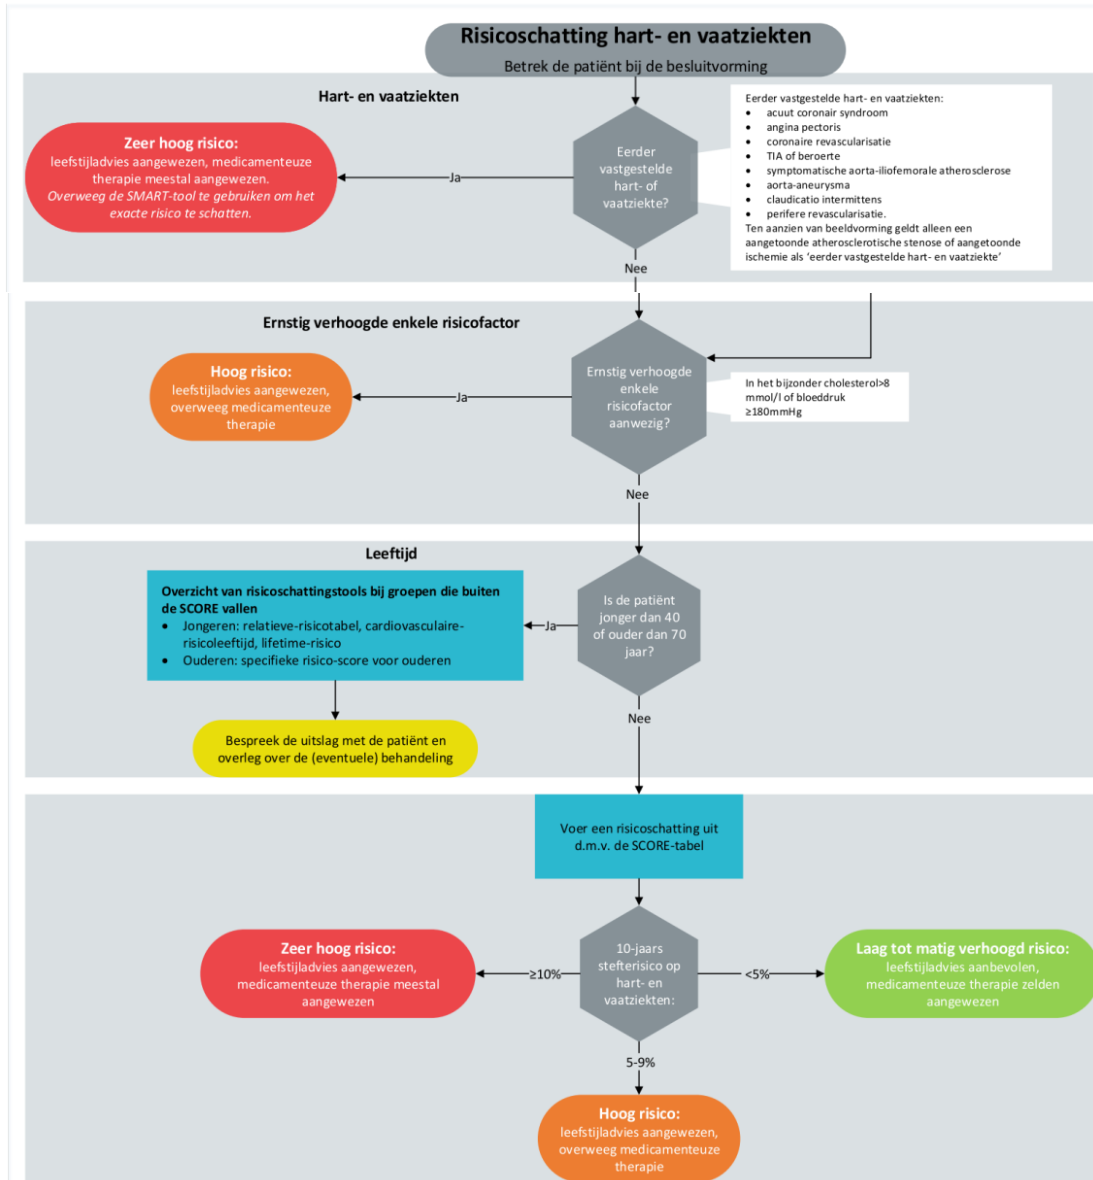 Risicoschatting hart- en vaatziekten
Betrek de patiënt bij de besluitvorming
Hart- en vaatziekten
Zeer hoog risico:
leefstijladvies aangewezen, medicamenteuze
therapie meestal aangewezen.
Overweeg de SMART-tool te gebruiken om het
exacte risico te schatten.
Ja
Eerder
vastgestelde
hart- of
vaatziekte?
Eerder vastgestelde hart- en vaatziekten:
• acuut coronair syndroom
• angina pectoris
• coronaire revascularisatie
• TIA of beroerte
• symptomatische aorta-iliofemorale atherosclerose
• aorta-aneurysma
• claudicatio intermittens
• perifere revascularisatie.
Ten aanzien van beeldvorming geldt alleen een
aangetoonde atherosclerotische stenose of aangetoonde
ischemie als ‘eerder vastgestelde hart- en vaatziekte’
Nee
Ernstig verhoogde enkele risicofactor
Hoog risico:
leefstijladvies aangewezen,
overweeg medicamenteuze
therapie
Ja
Ernstig verhoogde
enkele
risicofactor
aanwezig?
In het bijzonder cholesterol>8
mmol/l of bloeddruk
≥180mmHg
Nee
Leeftijd
Overzicht van risicoschattingstools bij groepen die buiten
de SCORE vallen
• Jongeren: relatieve-risicotabel, cardiovasculaire-
risicoleeftijd, lifetime-risico
• Ouderen: specifieke risico-score voor ouderen
Ja
Is de patiënt
jonger dan 40
of ouder dan 70
jaar?
Bespreek de uitslag met de patiënt en
overleg over de (eventuele) behandeling
Nee
Voer een risicoschatting uit
d.m.v. de SCORE-tabel
Zeer hoog risico:
leefstijladvies aangewezen,
medicamenteuze therapie meestal
aangewezen
≥10%
10-jaars
stefterisico op
hart- en
vaatziekten:
<5%
Laag tot matig verhoogd risico:
leefstijladvies aanbevolen,
medicamenteuze therapie zelden
aangewezen
5-9%
Hoog risico:
leefstijladvies aangewezen,
overweeg medicamenteuze
therapie